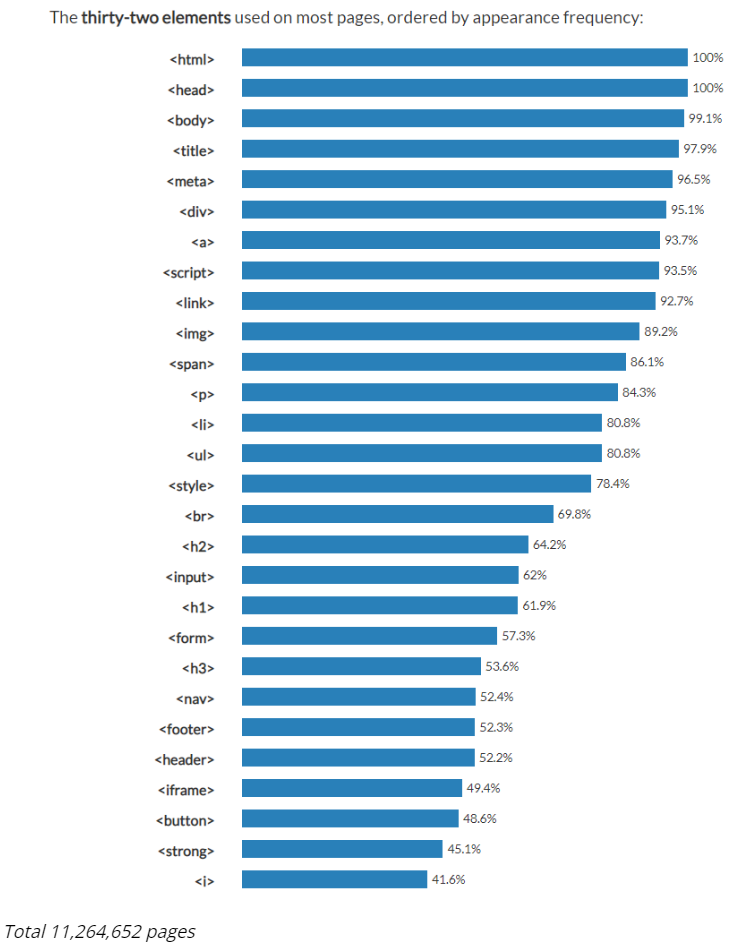 The thirty-two elements used on most pages, ordered by appearance frequency:
<html> 100%
<head> 100%
<body> 99.1%
<title> 97.9%
<meta> 96.5%
<div> 95.1%
<a> 93.7%
<script> 93.5%
<link> 92.7%
<img> 89.2%
<span> 86.1%
<p> 84.3%
<li> 80.8%
<ul> 80.8%
<style> 78.4%
<br> 69.8%
<h2> 64.2%
<input> 62%
<h1> 61.9%
<form> 57.3%
<h3> 53.6%
<nav> 52.4%
<footer> 52.3%
<header> 52.2%
<iframe> 49.4%
<button> 48.6%
<strong> 45.1%
<i> 41.6%
Total 11,264,652 pages